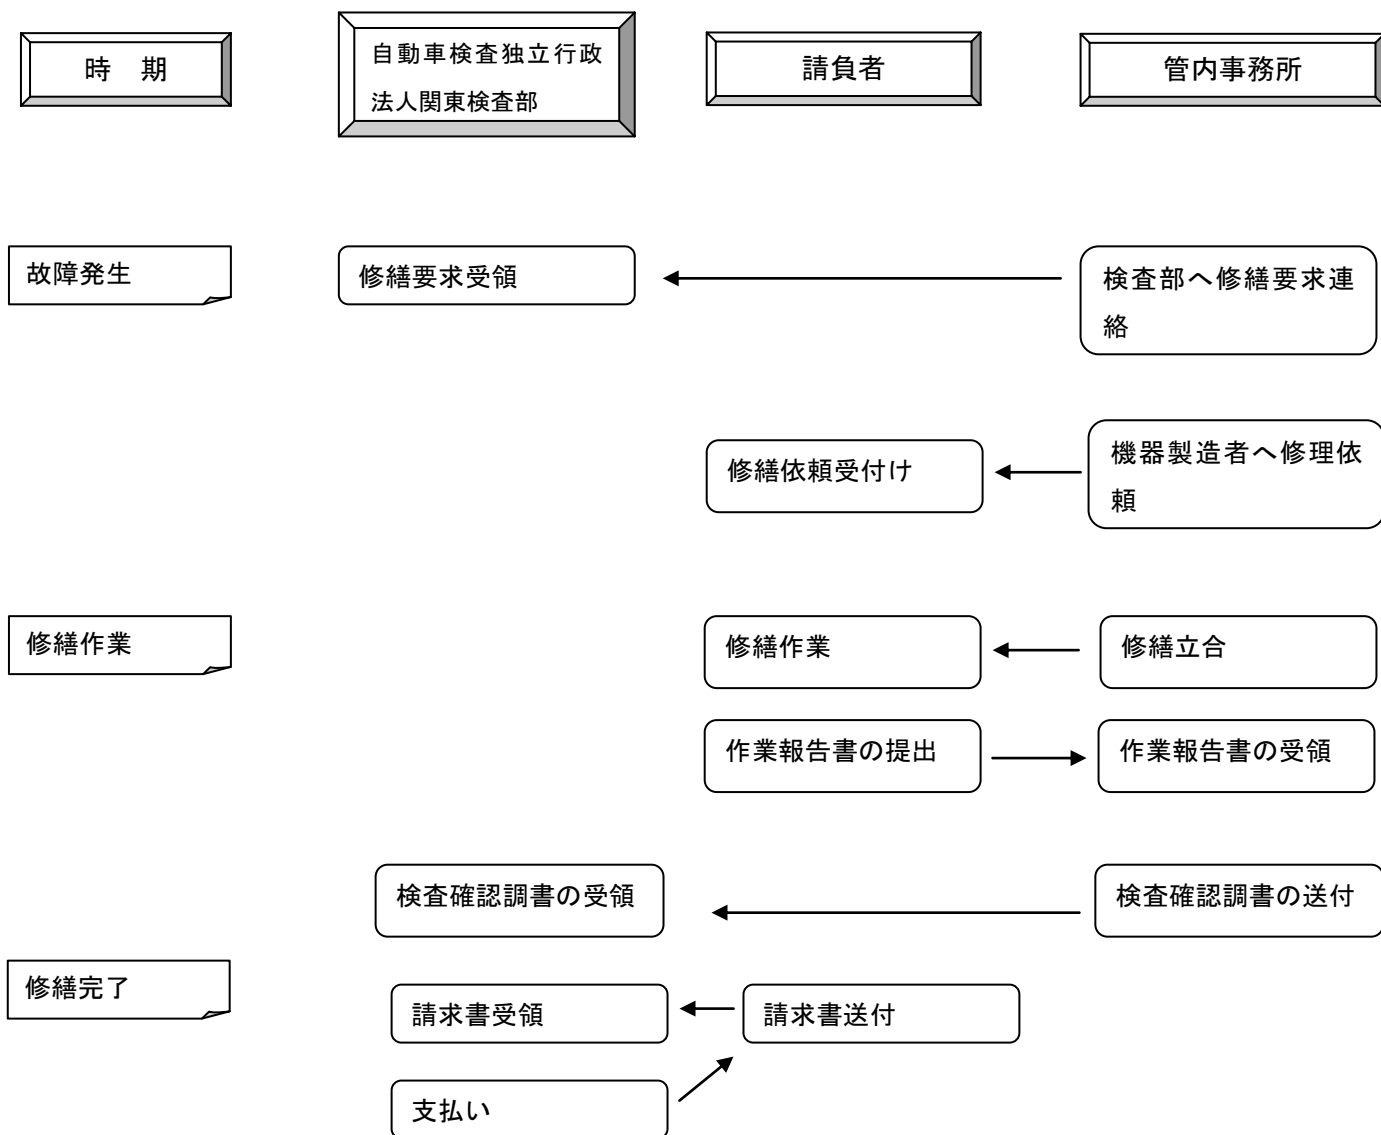 時　期
自動車検査独立行政
法人関東検査部
請負者
管内事務所
故障発生
修繕要求受領
検査部へ修繕要求連
絡
修繕依頼受付け
機器製造者へ修理依
頼
修繕作業
修繕作業
修繕立合
作業報告書の提出
作業報告書の受領
検査確認調書の受領
検査確認調書の送付
修繕完了
請求書受領
請求書送付
支払い